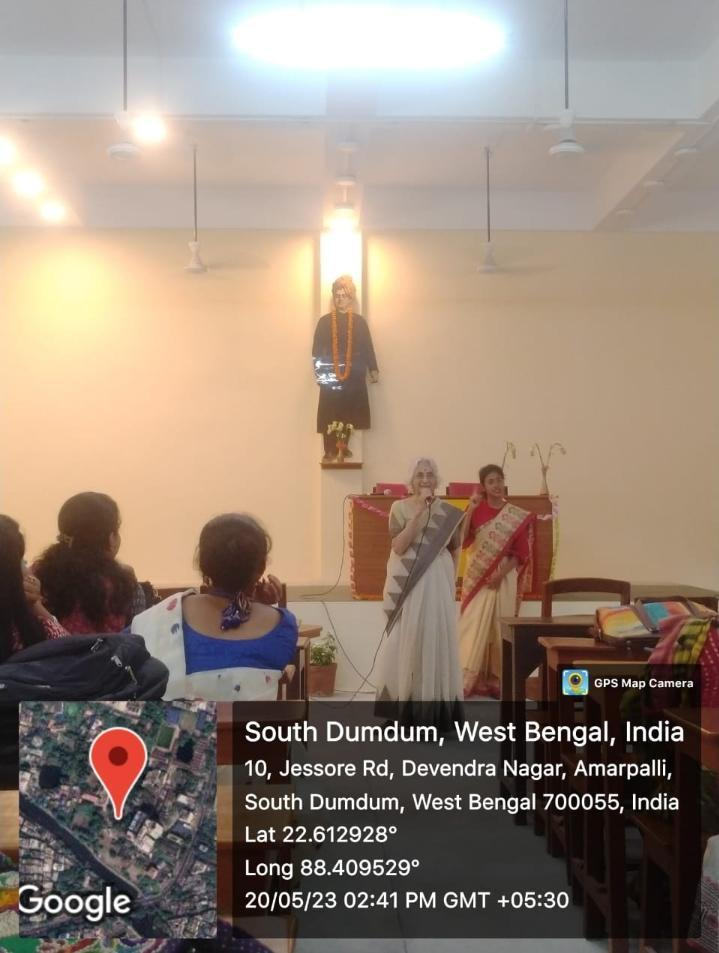 GPS Map Camera
South Dumdum, West Bengal, India
10, Jessore Rd, Devendra Nagar, Amarpalli,
South Dumdum, West Bengal 700055, India
Lat 22.612928°
Long 88.409529°
20/05/23 02:41 PM GMT +05:30
Google